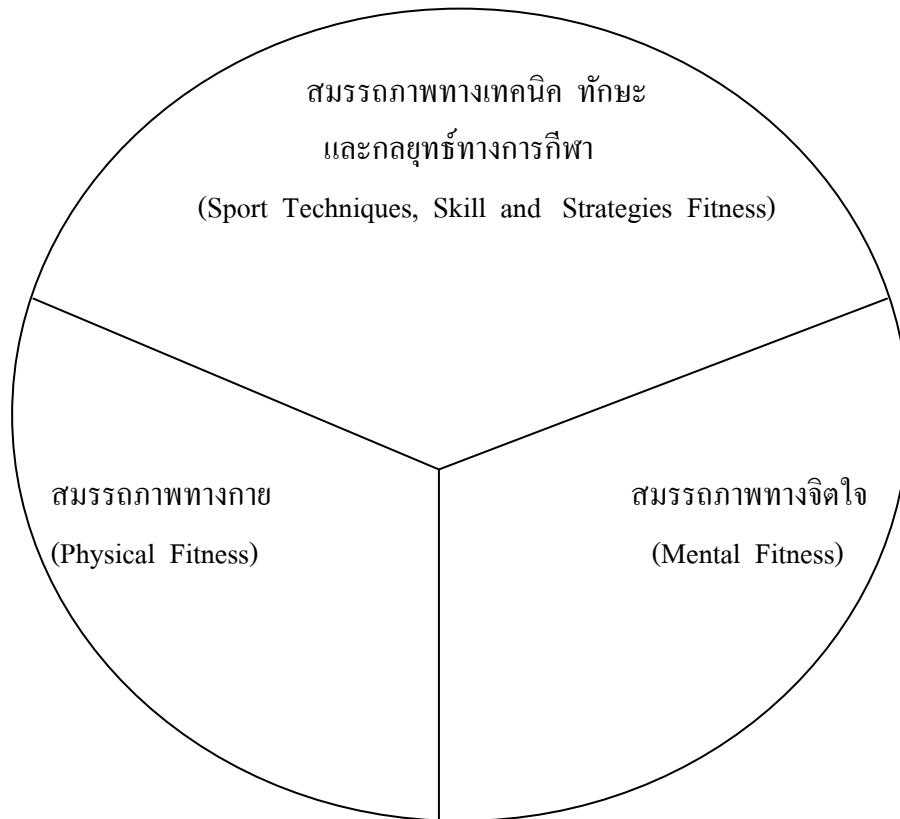 สมรรถภาพทางเทคนิค ทักษะ
และกลยุทธ์ทางการกีฬา
(Sport Techniques, Skill and Strategies Fitness)
สมรรถภาพทางกาย
(Physical Fitness)
สมรรถภาพทางจิตใจ
(Mental Fitness)